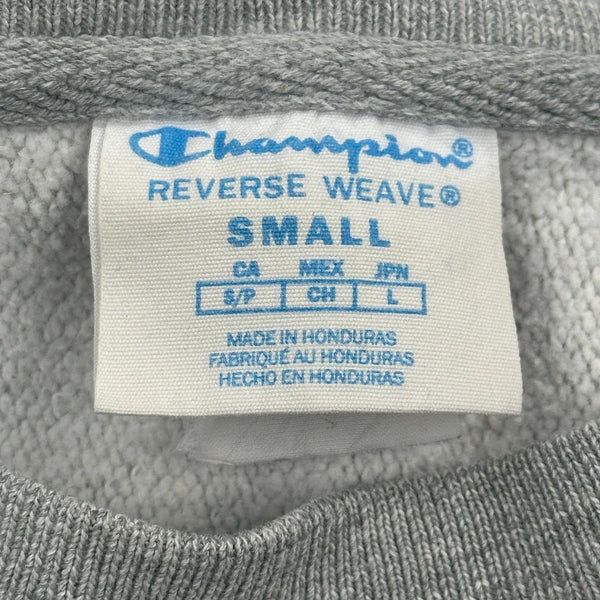 Champion®
REVERSE WEAVE®
SMALL
CA MEX JPN
S/P CH L
MADE IN HONDURAS
FABRIQUÉ AU HONDURAS
HECHO EN HONDURAS